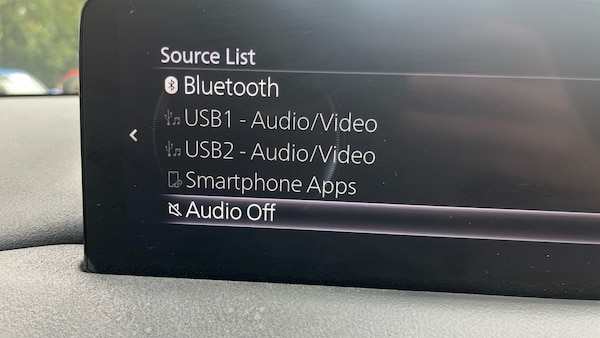 Source List
Bluetooth
USB1 - Audio/Video
USB2 - Audio/Video
Smartphone Apps
Audio Off